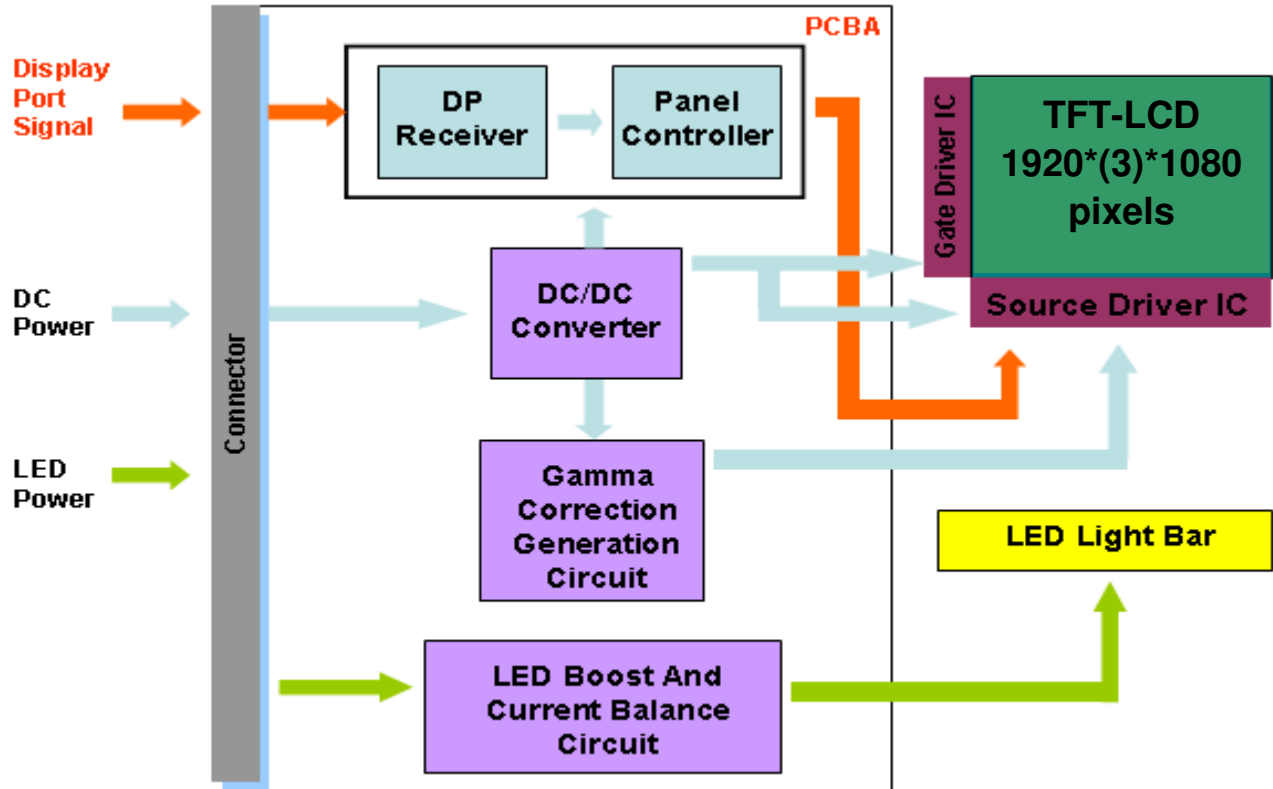 PCBA
Display
Port
Signal
DP
Receiver
Panel
Controller
Gate Driver IC
TFT-LCD
1920*(3)*1080
pixels
Source Driver IC
DC
Power
Connector
DC/DC
Converter
LED
Power
Gamma
Correction
Generation
Circuit
LED Light Bar
LED Boost And
Current Balance
Circuit